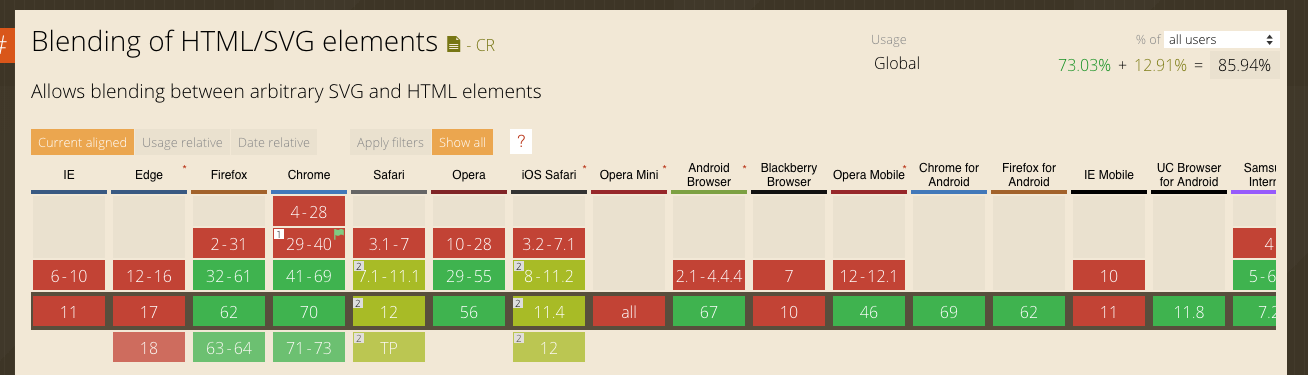 #
Blending of HTML/SVG elements - CR
Usage % of all users
Global 73.03% + 12.91% = 85.94%
Allows blending between arbitrary SVG and HTML elements
Current aligned Usage relative Date relative Apply filters Show all ?
IE Edge * Firefox Chrome Safari Opera iOS Safari * Opera Mini * Android Browser * Blackberry Browser Opera Mobile * Chrome for Android Firefox for Android IE Mobile UC Browser for Android
4-28
2-31 1 29-40 3.1-7 10-28 3.2-7.1 4
6-10 12-16 32-61 41-69 2 7.1-11.1 29-55 2 8-11.2 2.1-4.4.4 7 12-12.1 10 5-6
11 17 62 70 2 12 56 2 11.4 all 67 10 46 69 62 11 11.8 7.2
18 63-64 71-73 2 TP 2 12